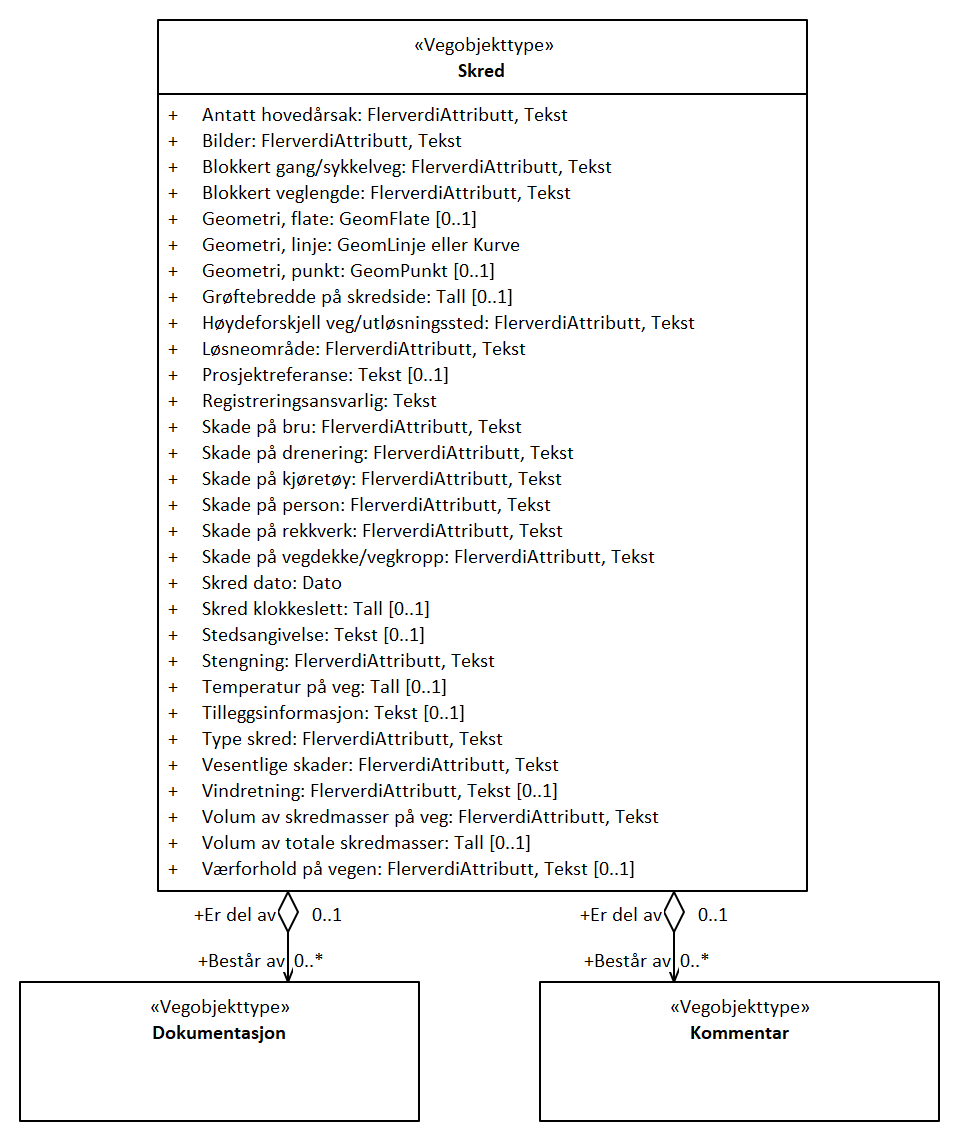 «Vegobjekttype»
Skred
+ Antatt hovedårsak: FlerverdiAttributt, Tekst
+ Bilder: FlerverdiAttributt, Tekst
+ Blokkert gang/sykkelveg: FlerverdiAttributt, Tekst
+ Blokkert veglengde: FlerverdiAttributt, Tekst
+ Geometri, flate: GeomFlate [0..1]
+ Geometri, linje: GeomLinje eller Kurve
+ Geometri, punkt: GeomPunkt [0..1]
+ Grøftebredde på skredside: Tall [0..1]
+ Høydeforskjell veg/utløsningssted: FlerverdiAttributt, Tekst
+ Løsneområde: FlerverdiAttributt, Tekst
+ Prosjektreferanse: Tekst [0..1]
+ Registreringsansvarlig: Tekst
+ Skade på bru: FlerverdiAttributt, Tekst
+ Skade på drenering: FlerverdiAttributt, Tekst
+ Skade på kjøretøy: FlerverdiAttributt, Tekst
+ Skade på person: FlerverdiAttributt, Tekst
+ Skade på rekkverk: FlerverdiAttributt, Tekst
+ Skade på vegdekke/vegkropp: FlerverdiAttributt, Tekst
+ Skred dato: Dato
+ Skred klokkeslett: Tall [0..1]
+ Stedsangivelse: Tekst [0..1]
+ Stengning: FlerverdiAttributt, Tekst
+ Temperatur på veg: Tall [0..1]
+ Tilleggsinformasjon: Tekst [0..1]
+ Type skred: FlerverdiAttributt, Tekst
+ Vesentlige skader: FlerverdiAttributt, Tekst
+ Vindretning: FlerverdiAttributt, Tekst [0..1]
+ Volum av skredmasser på veg: FlerverdiAttributt, Tekst
+ Volum av totale skredmasser: Tall [0..1]
+ Værforhold på vegen: FlerverdiAttributt, Tekst [0..1]
+Er del av 0..1
+Består av 0..*
«Vegobjekttype»
Dokumentasjon
+Er del av 0..1
+Består av 0..*
«Vegobjekttype»
Kommentar